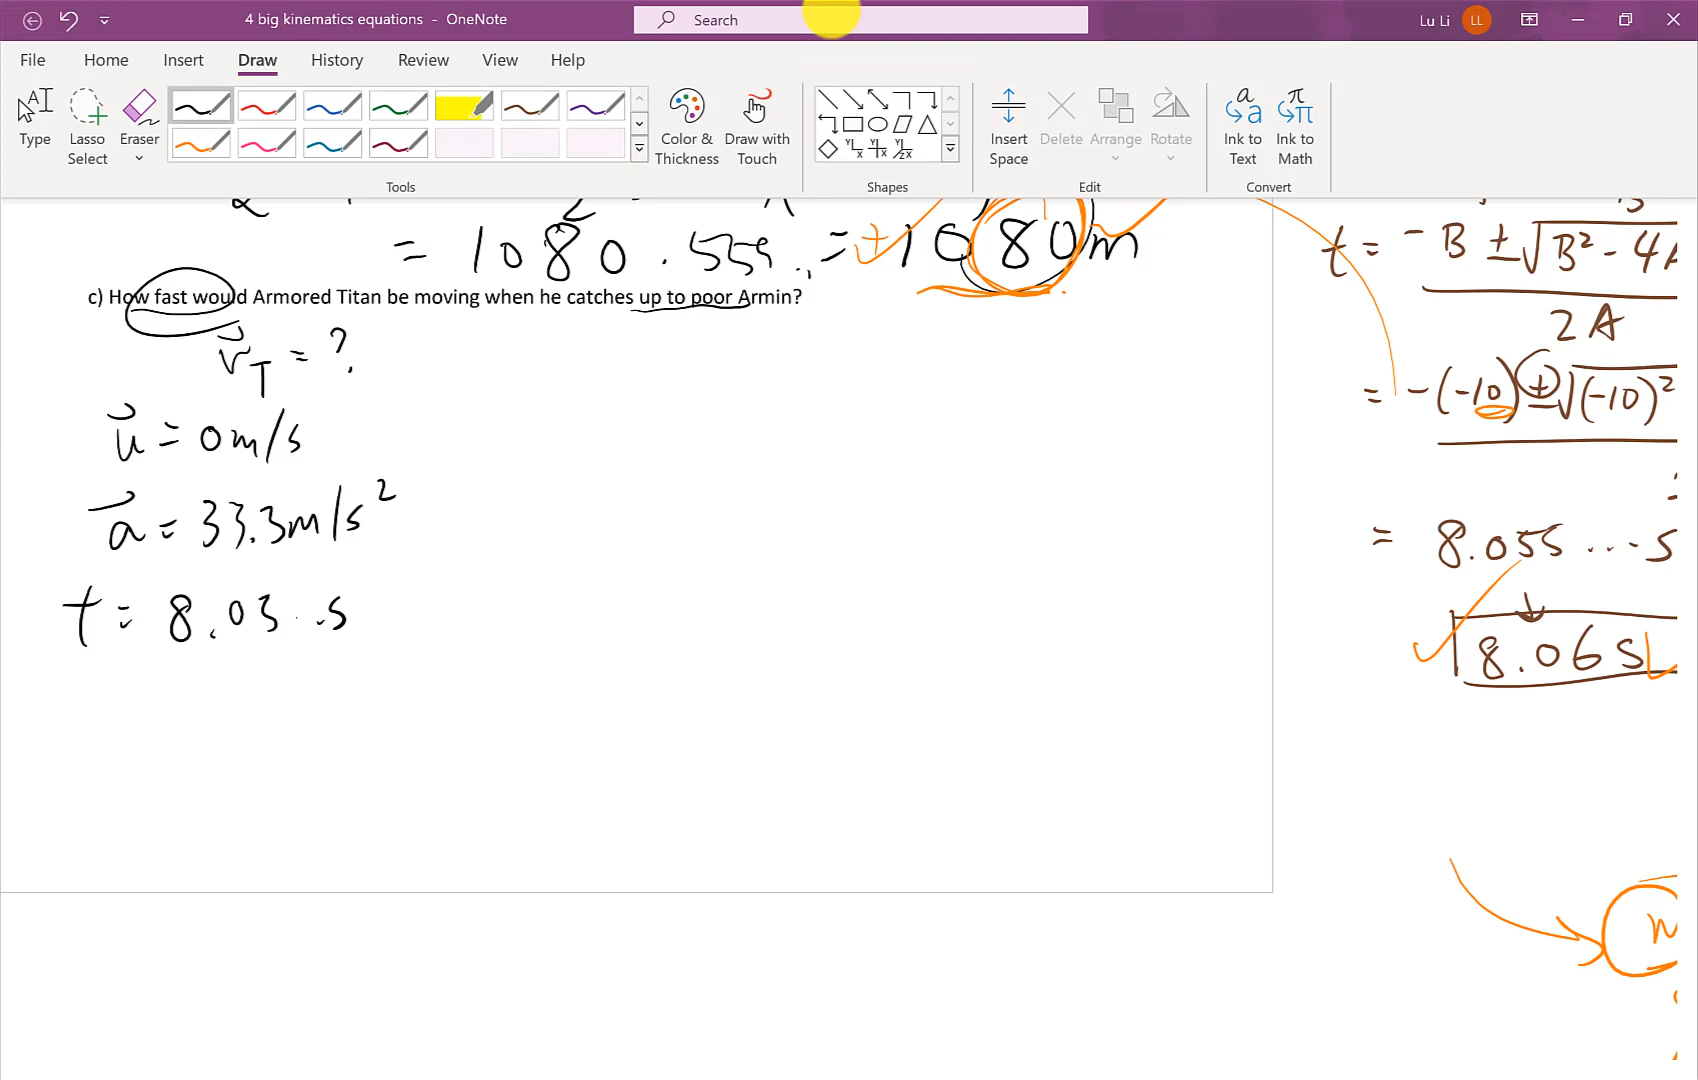 4 big kinematics equations - OneNote
Search
Lu Li
LL
File Home Insert Draw History Review View Help
Type
Lasso Select
Eraser
Color & Thickness
Draw with Touch
Insert Space
Delete
Arrange
Rotate
Ink to Text
Ink to Math
Tools
Shapes
Edit
Convert
= 1080.555.. = +1080m
c) How fast would Armored Titan be moving when he catches up to poor Armin?
v⃗T = ?
u⃗ = 0m/s
a⃗ = 33.3m/s²
t = 8.03..s
t = -B ± √B² - 4A
2A
= -(-10) ± √(-10)²
= 8.055...s
8.06s